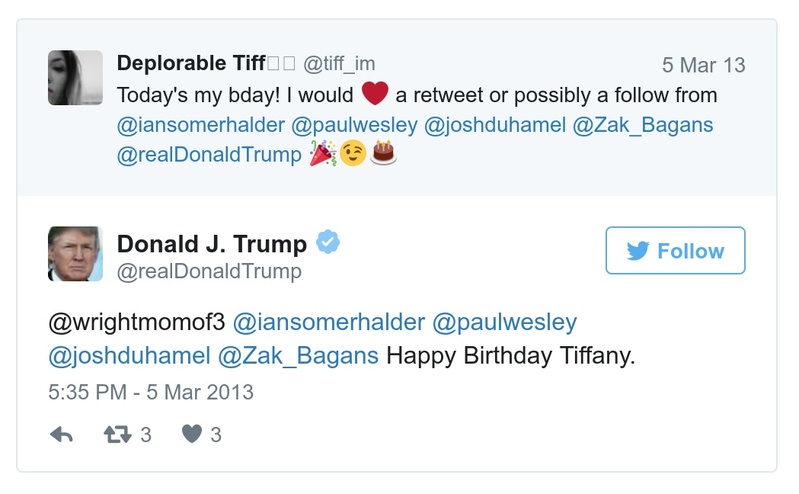 Deplorable Tiff□□ @tiff_im 5 Mar 13
Today's my bday! I would ❤️ a retweet or possibly a follow from
@iansomerhalder @paulwesley @joshduhamel @Zak_Bagans
@realDonaldTrump 🎉😉🎂
Donald J. Trump
@realDonaldTrump
Follow
@wrightmomof3 @iansomerhalder @paulwesley
@joshduhamel @Zak_Bagans Happy Birthday Tiffany.
5:35 PM - 5 Mar 2013
3 3